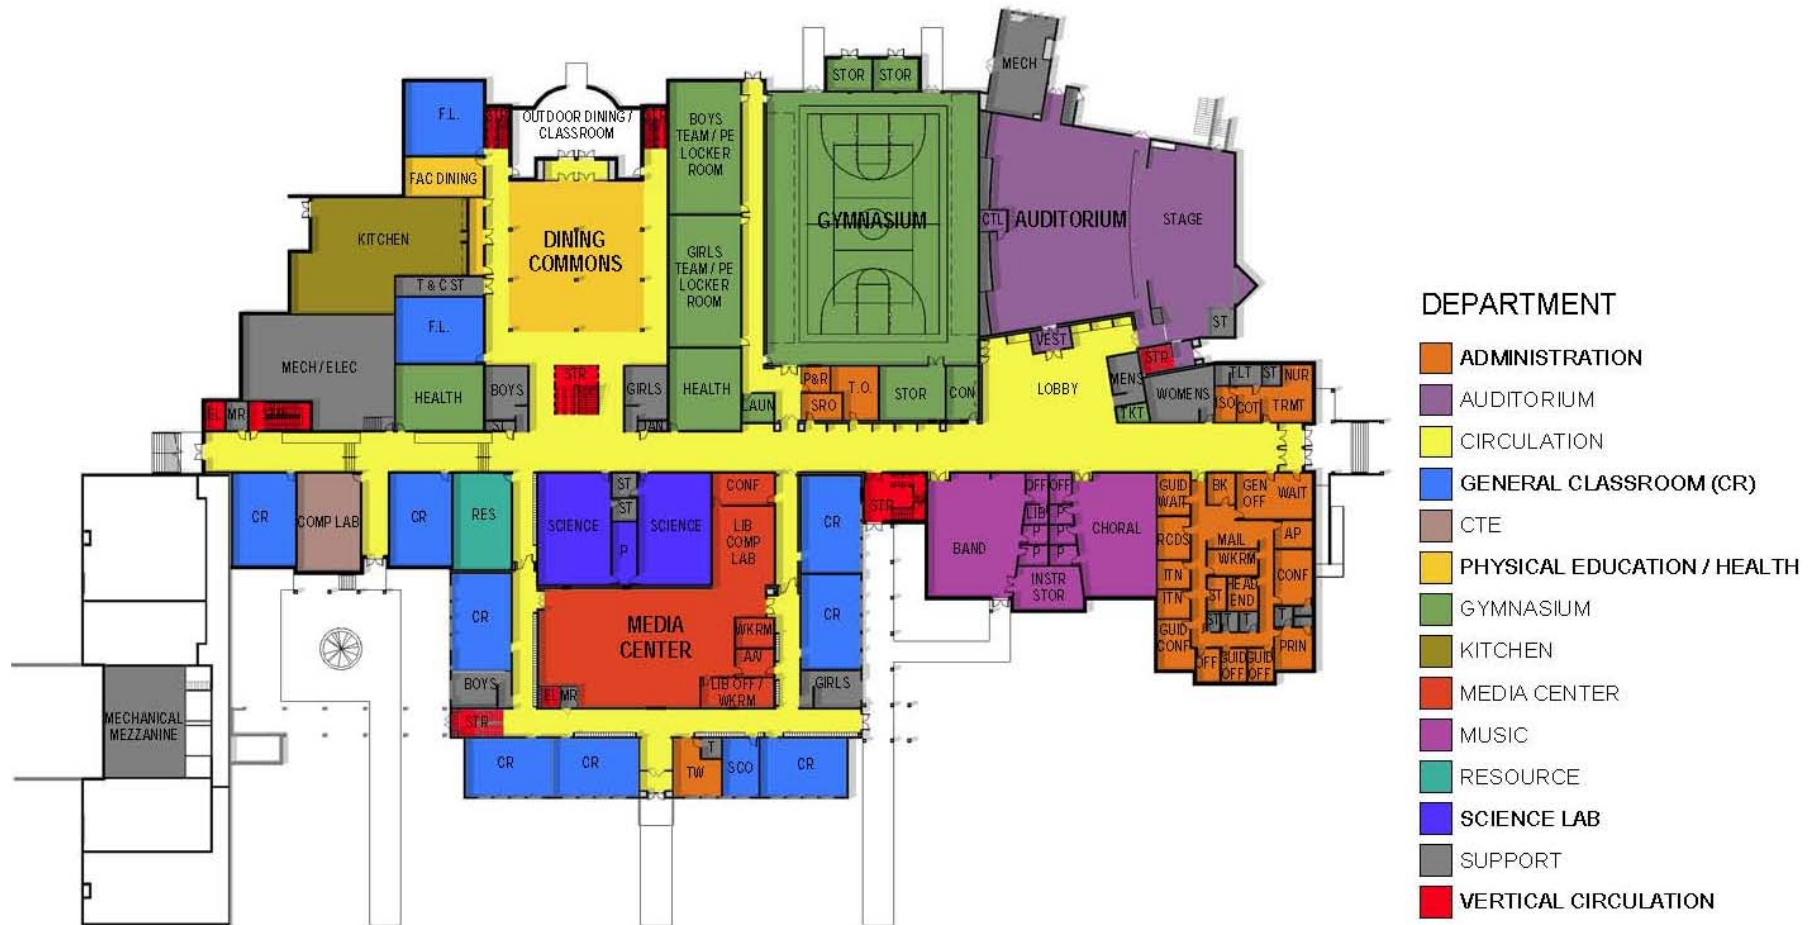 MECH
STOR
STOR
F.L.
STR
OUTDOOR DINING /
CLASSROOM
BOYS
TEAM / PE
LOCKER
ROOM
FAC DINING
KITCHEN
DINING
COMMONS
GIRLS
TEAM / PE
LOCKER
ROOM
GYMNASIUM
CTL
AUDITORIUM
STAGE
T & C ST
F.L.
MECH / ELEC
ST
VEST
STR
HEALTH
BOYS
STR
GIRLS
HEALTH
LAUN
P&R
SRO
T.O.
STOR
CON
LOBBY
MENS
TKT
WOMENS
TLT
ST
NUR
ISO
COT
TRMT
EL
MR
ST
JAN
CR
COMP LAB
CR
RES
SCIENCE
ST
ST
P
SCIENCE
CONF
LIB
COMP
LAB
CR
STR
BAND
OFF
OFF
LIB
P
P
P
P
P
INSTR
STOR
CHORAL
GUID
WAIT
BK
GEN
OFF
WAIT
RCDS
MAIL
AP
WKRM
ITN
ITN
ST
HEAD
END
CONF
ST
T
T
T
GUID
CONF
OFF
GUID
OFF
GUID
OFF
PRIN
CR
MEDIA
CENTER
WKRM
AV
CR
BOYS
EL
MR
LIB OFF /
WKRM
GIRLS
STR
CR
CR
TW
T
SCO
CR
MECHANICAL
MEZZANINE
DEPARTMENT
ADMINISTRATION
AUDITORIUM
CIRCULATION
GENERAL CLASSROOM (CR)
CTE
PHYSICAL EDUCATION / HEALTH
GYMNASIUM
KITCHEN
MEDIA CENTER
MUSIC
RESOURCE
SCIENCE LAB
SUPPORT
VERTICAL CIRCULATION